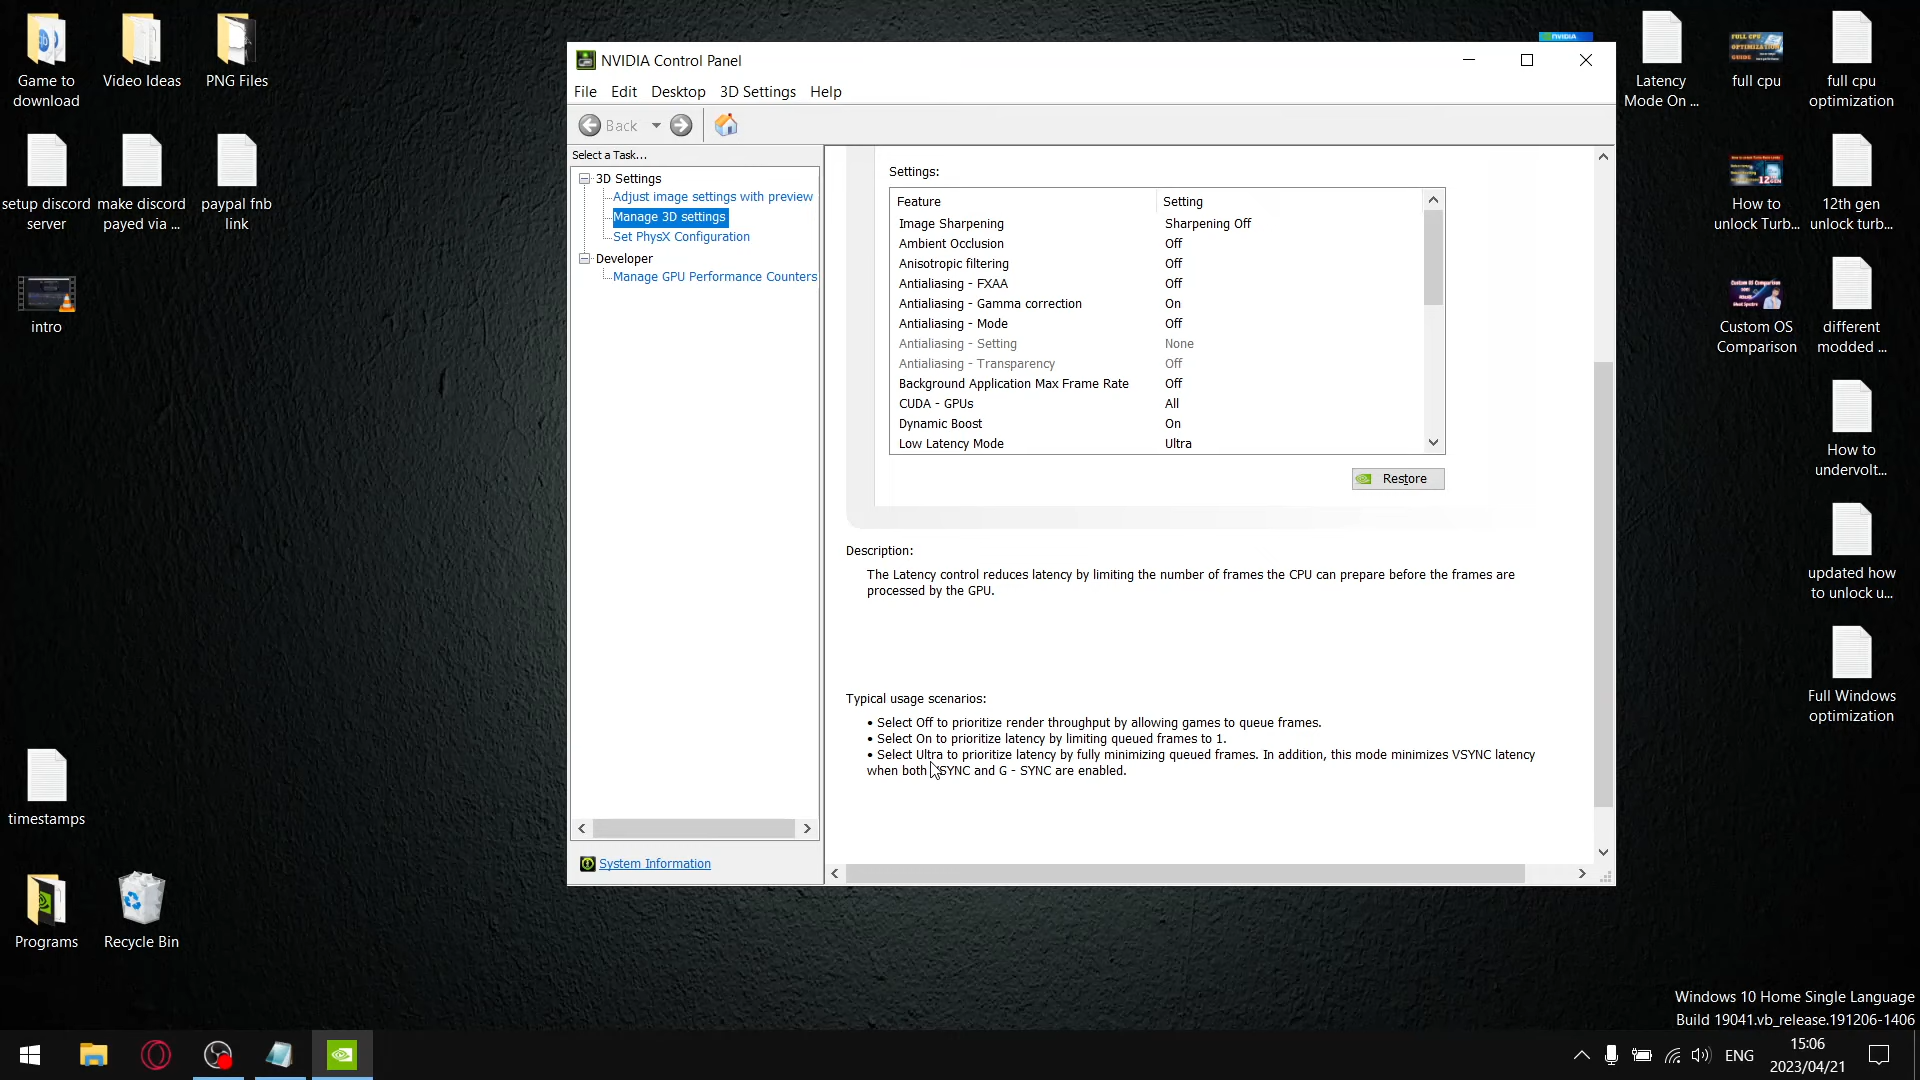 Game to
download
Video Ideas
PNG Files
setup discord
server
make discord
payed via ...
paypal fnb
link
intro
timestamps
Programs
Recycle Bin
NVIDIA
NVIDIA Control Panel
File Edit Desktop 3D Settings Help
Back
Select a Task...
3D Settings
Adjust image settings with preview
Manage 3D settings
Set PhysX Configuration
Developer
Manage GPU Performance Counters
System Information
Settings:
Feature Setting
Image Sharpening Sharpening Off
Ambient Occlusion Off
Anisotropic filtering Off
Antialiasing - FXAA Off
Antialiasing - Gamma correction On
Antialiasing - Mode Off
Antialiasing - Setting None
Antialiasing - Transparency Off
Background Application Max Frame Rate Off
CUDA - GPUs All
Dynamic Boost On
Low Latency Mode Ultra
Restore
Description:
The Latency control reduces latency by limiting the number of frames the CPU can prepare before the frames are
processed by the GPU.
Typical usage scenarios:
• Select Off to prioritize render throughput by allowing games to queue frames.
• Select On to prioritize latency by limiting queued frames to 1.
• Select Ultra to prioritize latency by fully minimizing queued frames. In addition, this mode minimizes VSYNC latency
when both VSYNC and G - SYNC are enabled.
Latency
Mode On ...
FULL CPU
OPTIMIZATION
GUIDE
full cpu
full cpu
optimization
How to
unlock Turb...
12th gen
unlock turb...
Custom OS
Comparison
different
modded ...
How to
undervolt...
updated how
to unlock u...
Full Windows
optimization
Windows 10 Home Single Language
Build 19041.vb_release.191206-1406
ENG
15:06
2023/04/21